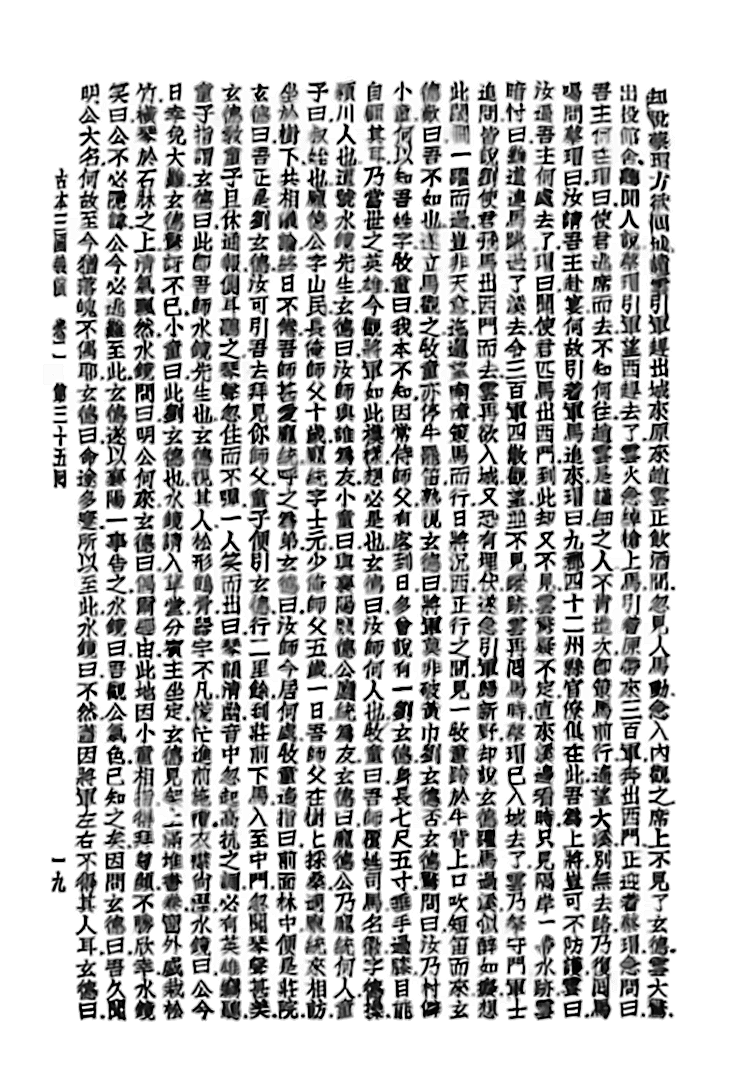 却說蔡瑁方欲回城趙雲引軍趕出城來原來趙雲正飲酒間忽見人馬動急入內觀之席上不見了玄德雲大驚
出投館舍聽聞人說蔡瑁引軍望西趕去了雲火急綽槍上馬引着原帶來三百軍奔出西門正迎着蔡瑁急問曰
吾主何在瑁曰使君逃席而去不知何往趙雲是謹細之人不肯造次即策馬前行遙望大溪別無去路乃復回馬
喝問蔡瑁曰汝請吾主赴宴何故引着軍馬追來瑁曰九郡四十二州縣官僚俱在此吾爲上將豈可不防護雲曰
汝逼吾主何處去了瑁曰聞使君匹馬出西門到此却又不見雲驚疑不定直來溪邊看時只見隔岸一帶水跡雲
暗忖曰難道連馬跳過了溪去令三百軍四散觀望並不見蹤跡雲再回馬時蔡瑁已入城去了雲乃拏守門軍士
追問皆說劉使君飛馬出西門而去雲再欲入城又恐有埋伏遂急引軍歸新野却說玄德躍馬過溪似醉如癡想
此闊澗一躍而過豈非天意迤邐望南漳策馬而行日將沉西正行之間見一牧童跨於牛背上口吹短笛而來玄
德歎曰吾不如也遂立馬觀之牧童亦停牛罷笛熟視玄德曰將軍莫非破黃巾劉玄德否玄德驚問曰汝乃村僻
小童何以知吾姓字牧童曰我本不知因常侍師父有客到日多曾說有一劉玄德身長七尺五寸垂手過膝目能
自顧其耳乃當世之英雄今觀將軍如此模樣想必是也玄德曰汝師何人也牧童曰吾師覆姓司馬名徽字德操
潁川人也道號水鏡先生玄德曰汝師與誰爲友小童曰與襄陽龐德公龐統爲友玄德曰龐德公乃龐統何人童
子曰叔姪也龐德公字山民長俺師父十歲龐統字士元少俺師父五歲一日吾師父在樹上採桑適龐統來相訪
坐於樹下共相議論終日不倦吾師甚愛龐統呼之爲弟玄德曰汝師今居何處牧童遙指曰前面林中便是莊院
玄德曰吾正是劉玄德汝可引吾去拜見你師父童子便引玄德行二里餘到莊前下馬入至中門忽聞琴聲甚美
玄德教童子且休通報側耳聽之琴聲忽住而不彈一人笑而出曰琴韻清幽音中忽起高抗之調必有英雄竊聽
童子指謂玄德曰此即吾師水鏡先生也玄德視其人松形鶴骨器宇不凡慌忙進前施禮衣襟尚溼水鏡曰公今
日幸免大難玄德驚訝不已小童曰此劉玄德也水鏡請入草堂分賓主坐定玄德見架上滿堆書卷窗外盛栽松
竹橫琴於石牀之上清氣飄然水鏡問曰明公何來玄德曰偶爾經由此地因小童相指得拜尊顏不勝欣幸水鏡
笑曰公不必隱諱公今必逃難至此玄德遂以襄陽一事告之水鏡曰吾觀公氣色已知之矣因問玄德曰吾久聞
明公大名何故至今猶落魄不偶耶玄德曰命途多蹇所以至此水鏡曰不然蓋因將軍左右不得其人耳玄德曰
古本三國 卷二 第三十五回 一九